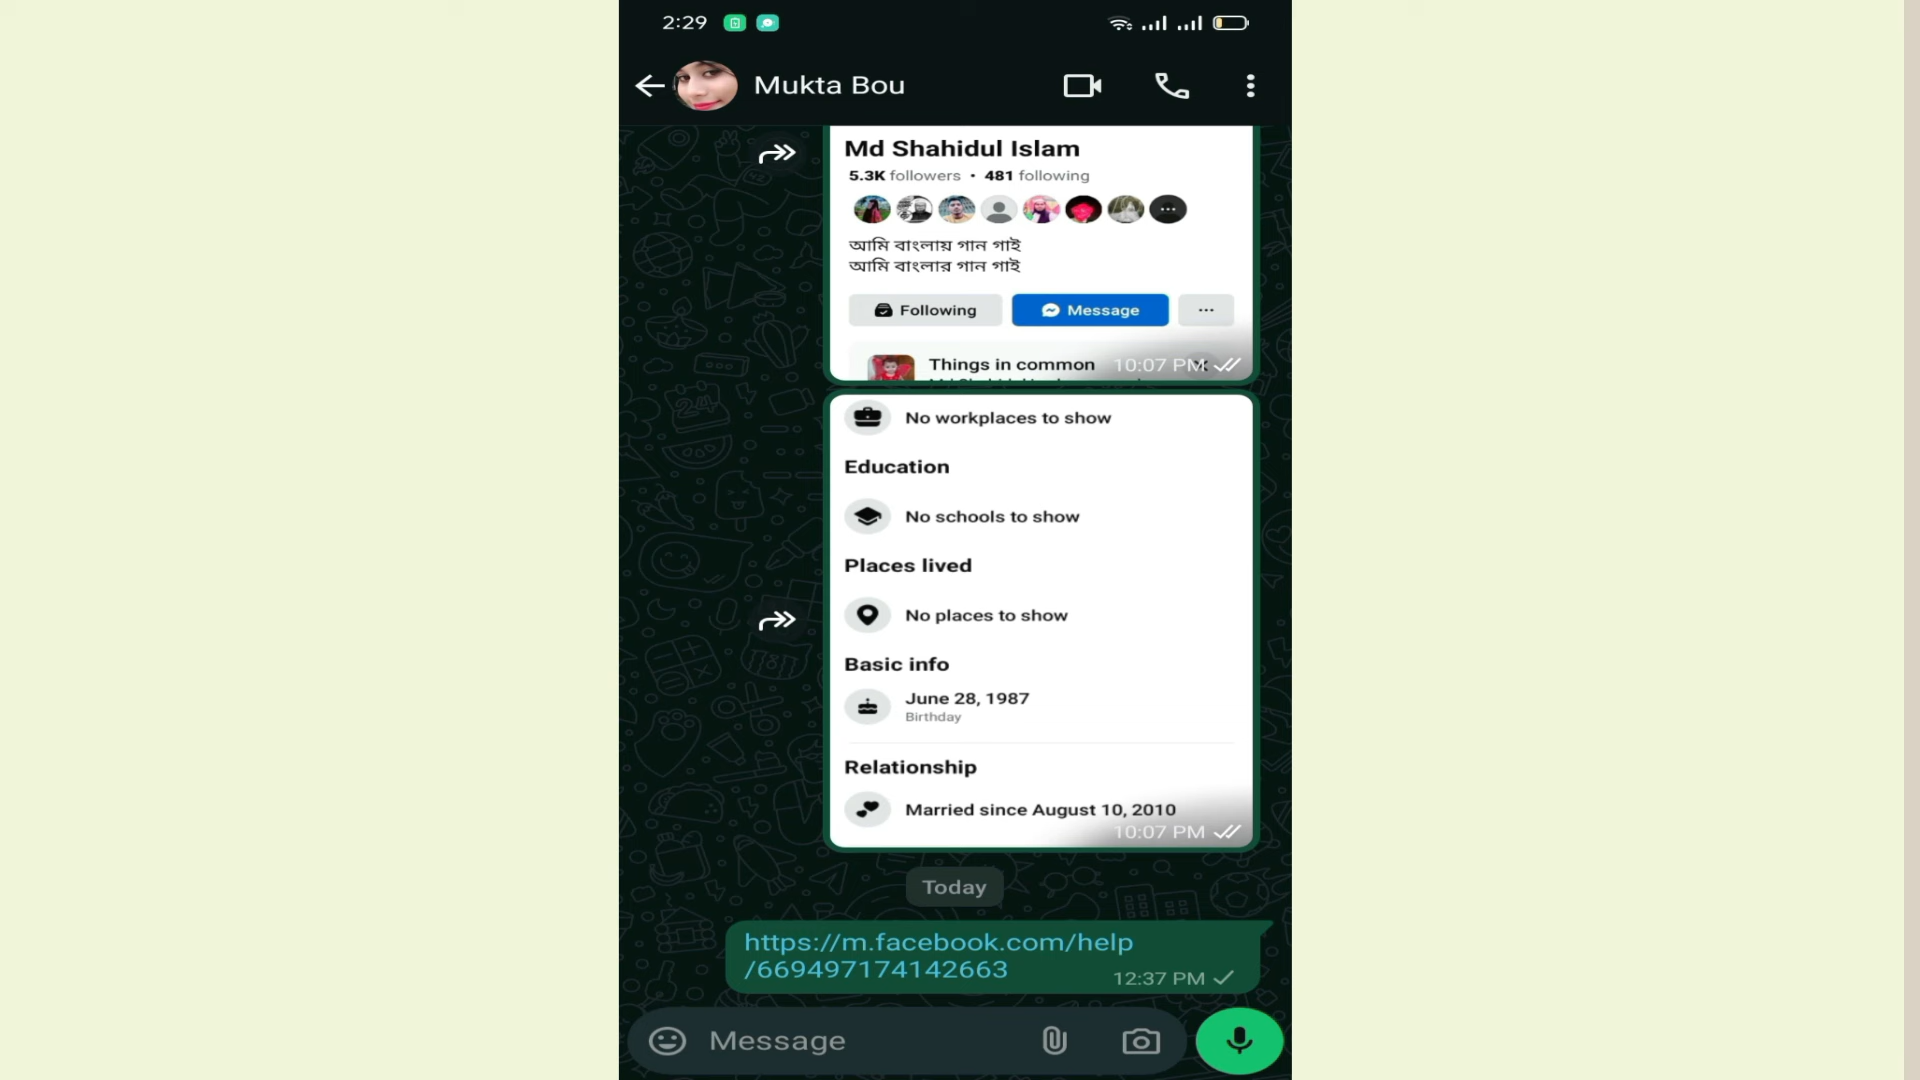 2:29
Mukta Bou
Md Shahidul Islam
5.3K followers • 481 following
আমি বাংলায় গান গাই
আমি বাংলার গান গাই
Following
Message
Things in common
10:07 PM
No workplaces to show
Education
No schools to show
Places lived
No places to show
Basic info
June 28, 1987
Birthday
Relationship
Married since August 10, 2010
10:07 PM
Today
https://m.facebook.com/help
/669497174142663
12:37 PM
Message